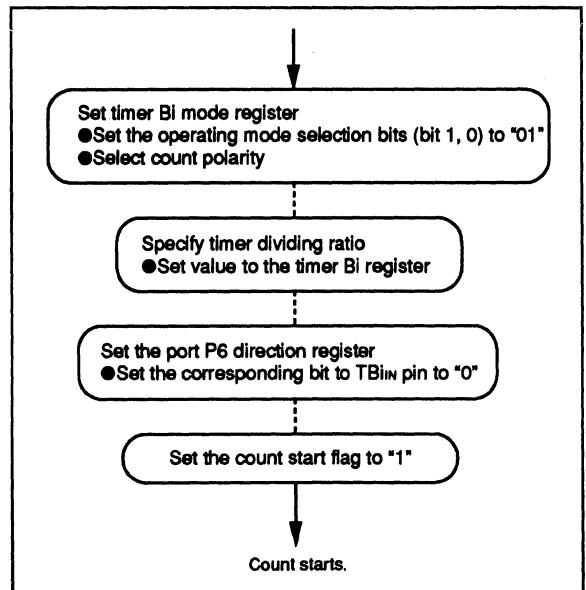 Set timer Bi mode register
●Set the operating mode selection bits (bit 1, 0) to “01”
●Select count polarity
Specify timer dividing ratio
●Set value to the timer Bi register
Set the port P6 direction register
●Set the corresponding bit to TBiIN pin to “0”
Set the count start flag to “1”
Count starts.